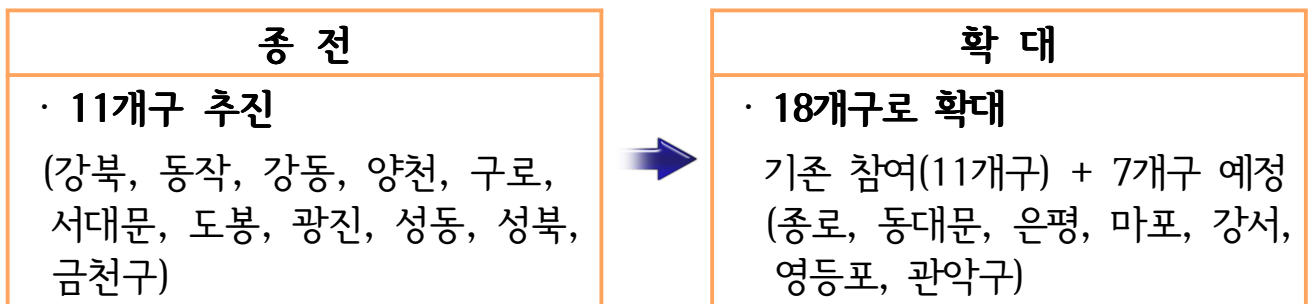 종 전
· 11개구 추진
(강북, 동작, 강동, 양천, 구로,
서대문, 도봉, 광진, 성동, 성북,
금천구)
확 대
· 18개구로 확대
기존 참여(11개구) + 7개구 예정
(종로, 동대문, 은평, 마포, 강서,
영등포, 관악구)